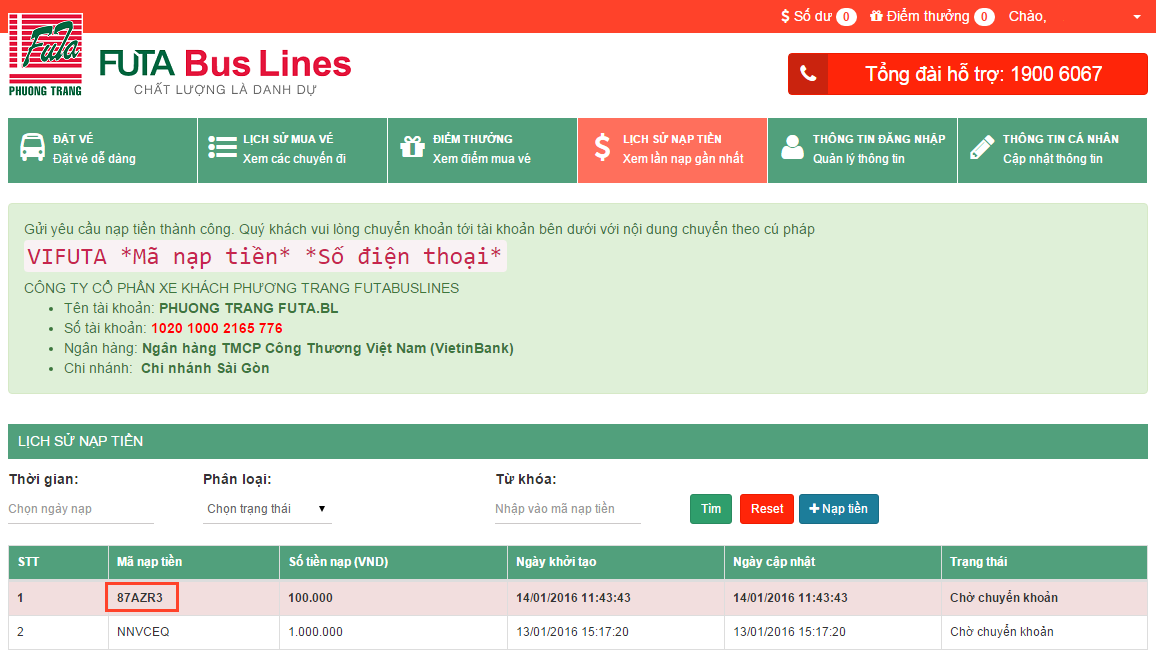 $ Số dư 0 Điểm thưởng 0 Chào,
Futa
PHUONG TRANG
FUTA Bus Lines
CHẤT LƯỢNG LÀ DANH DỰ
Tổng đài hỗ trợ: 1900 6067
ĐẶT VÉ
Đặt vé dễ dàng
LỊCH SỬ MUA VÉ
Xem các chuyến đi
ĐIỂM THƯỞNG
Xem điểm mua vé
LỊCH SỬ NẠP TIỀN
Xem lần nạp gần nhất
THÔNG TIN ĐĂNG NHẬP
Quản lý thông tin
THÔNG TIN CÁ NHÂN
Cập nhật thông tin
Gửi yêu cầu nạp tiền thành công. Quý khách vui lòng chuyển khoản tới tài khoản bên dưới với nội dung chuyển theo cú pháp
VIFUTA *Mã nạp tiền* *Số điện thoại*
CÔNG TY CỔ PHẦN XE KHÁCH PHƯƠNG TRANG FUTABUSLINES
• Tên tài khoản: PHUONG TRANG FUTA.BL
• Số tài khoản: 1020 1000 2165 776
• Ngân hàng: Ngân hàng TMCP Công Thương Việt Nam (VietinBank)
• Chi nhánh: Chi nhánh Sài Gòn
LỊCH SỬ NẠP TIỀN
Thời gian: Phân loại: Từ khóa:
Chọn ngày nạp Chọn trạng thái Nhập vào mã nạp tiền Tìm Reset + Nạp tiền
STT Mã nạp tiền Số tiền nạp (VND) Ngày khởi tạo Ngày cập nhật Trạng thái
1 87AZR3 100.000 14/01/2016 11:43:43 14/01/2016 11:43:43 Chờ chuyển khoản
2 NNVCEQ 1.000.000 13/01/2016 15:17:20 13/01/2016 15:17:20 Chờ chuyển khoản